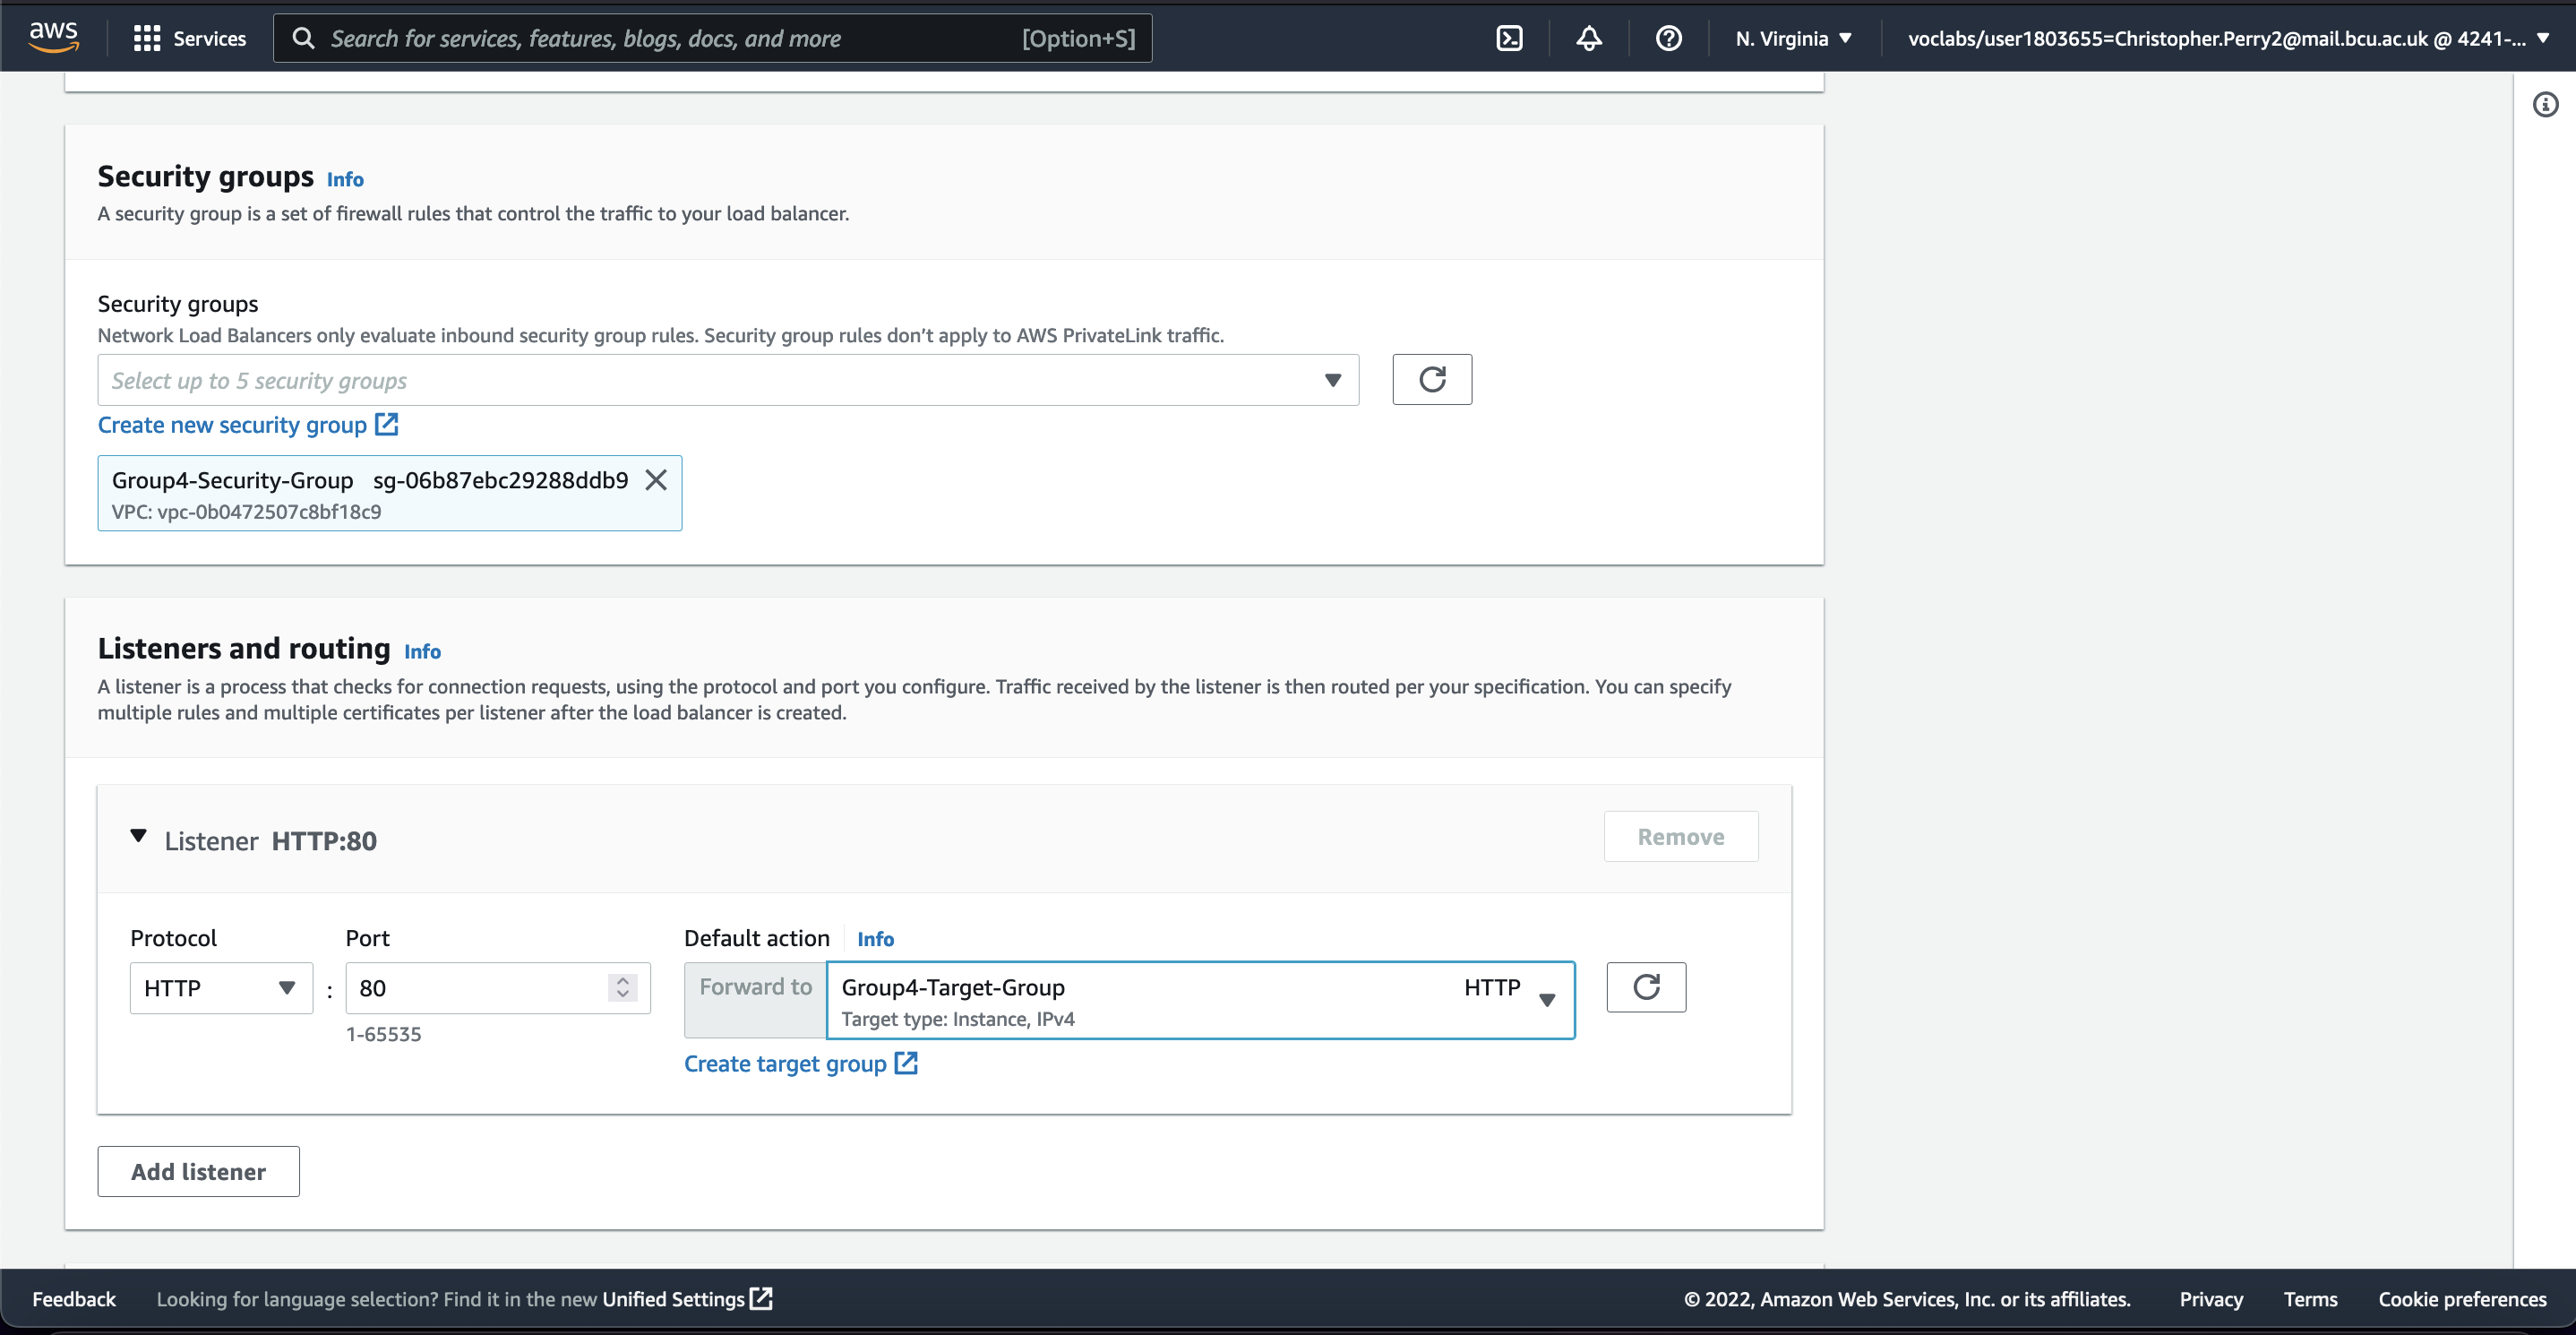 aws
Services
Search for services, features, blogs, docs, and more [Option+S]
N. Virginia
voclabs/user1803655=Christopher.Perry2@mail.bcu.ac.uk @ 4241-...
Security groups Info
A security group is a set of firewall rules that control the traffic to your load balancer.
Security groups
Network Load Balancers only evaluate inbound security group rules. Security group rules don’t apply to AWS PrivateLink traffic.
Select up to 5 security groups
Create new security group
Group4-Security-Group sg-06b87ebc29288ddb9
VPC: vpc-0b0472507c8bf18c9
Listeners and routing Info
A listener is a process that checks for connection requests, using the protocol and port you configure. Traffic received by the listener is then routed per your specification. You can specify
multiple rules and multiple certificates per listener after the load balancer is created.
Listener HTTP:80
Remove
Protocol Port Default action Info
HTTP : 80 Forward to Group4-Target-Group HTTP
1-65535 Target type: Instance, IPv4
Create target group
Add listener
Feedback Looking for language selection? Find it in the new Unified Settings
© 2022, Amazon Web Services, Inc. or its affiliates. Privacy Terms Cookie preferences